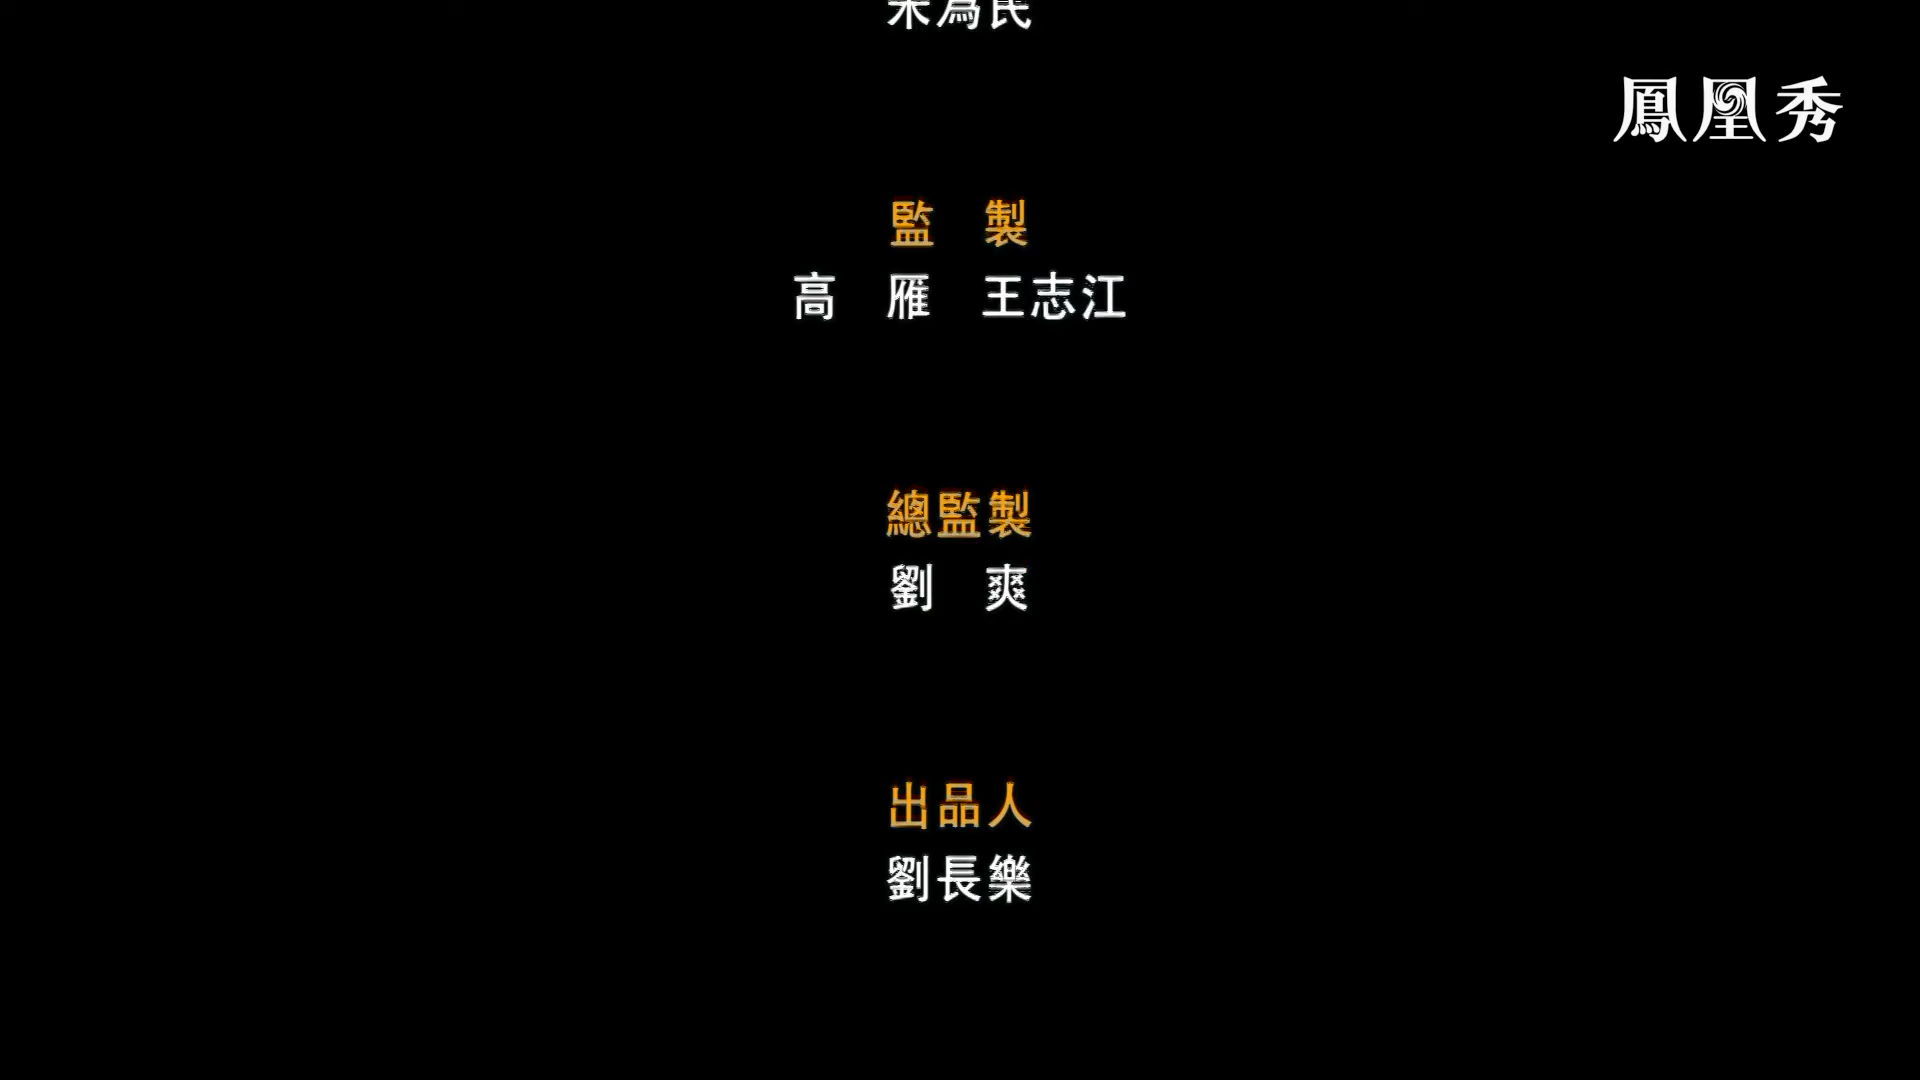 鳳凰秀
監 製
高 雁 王志江
總監製
劉 爽
出品人
劉長樂